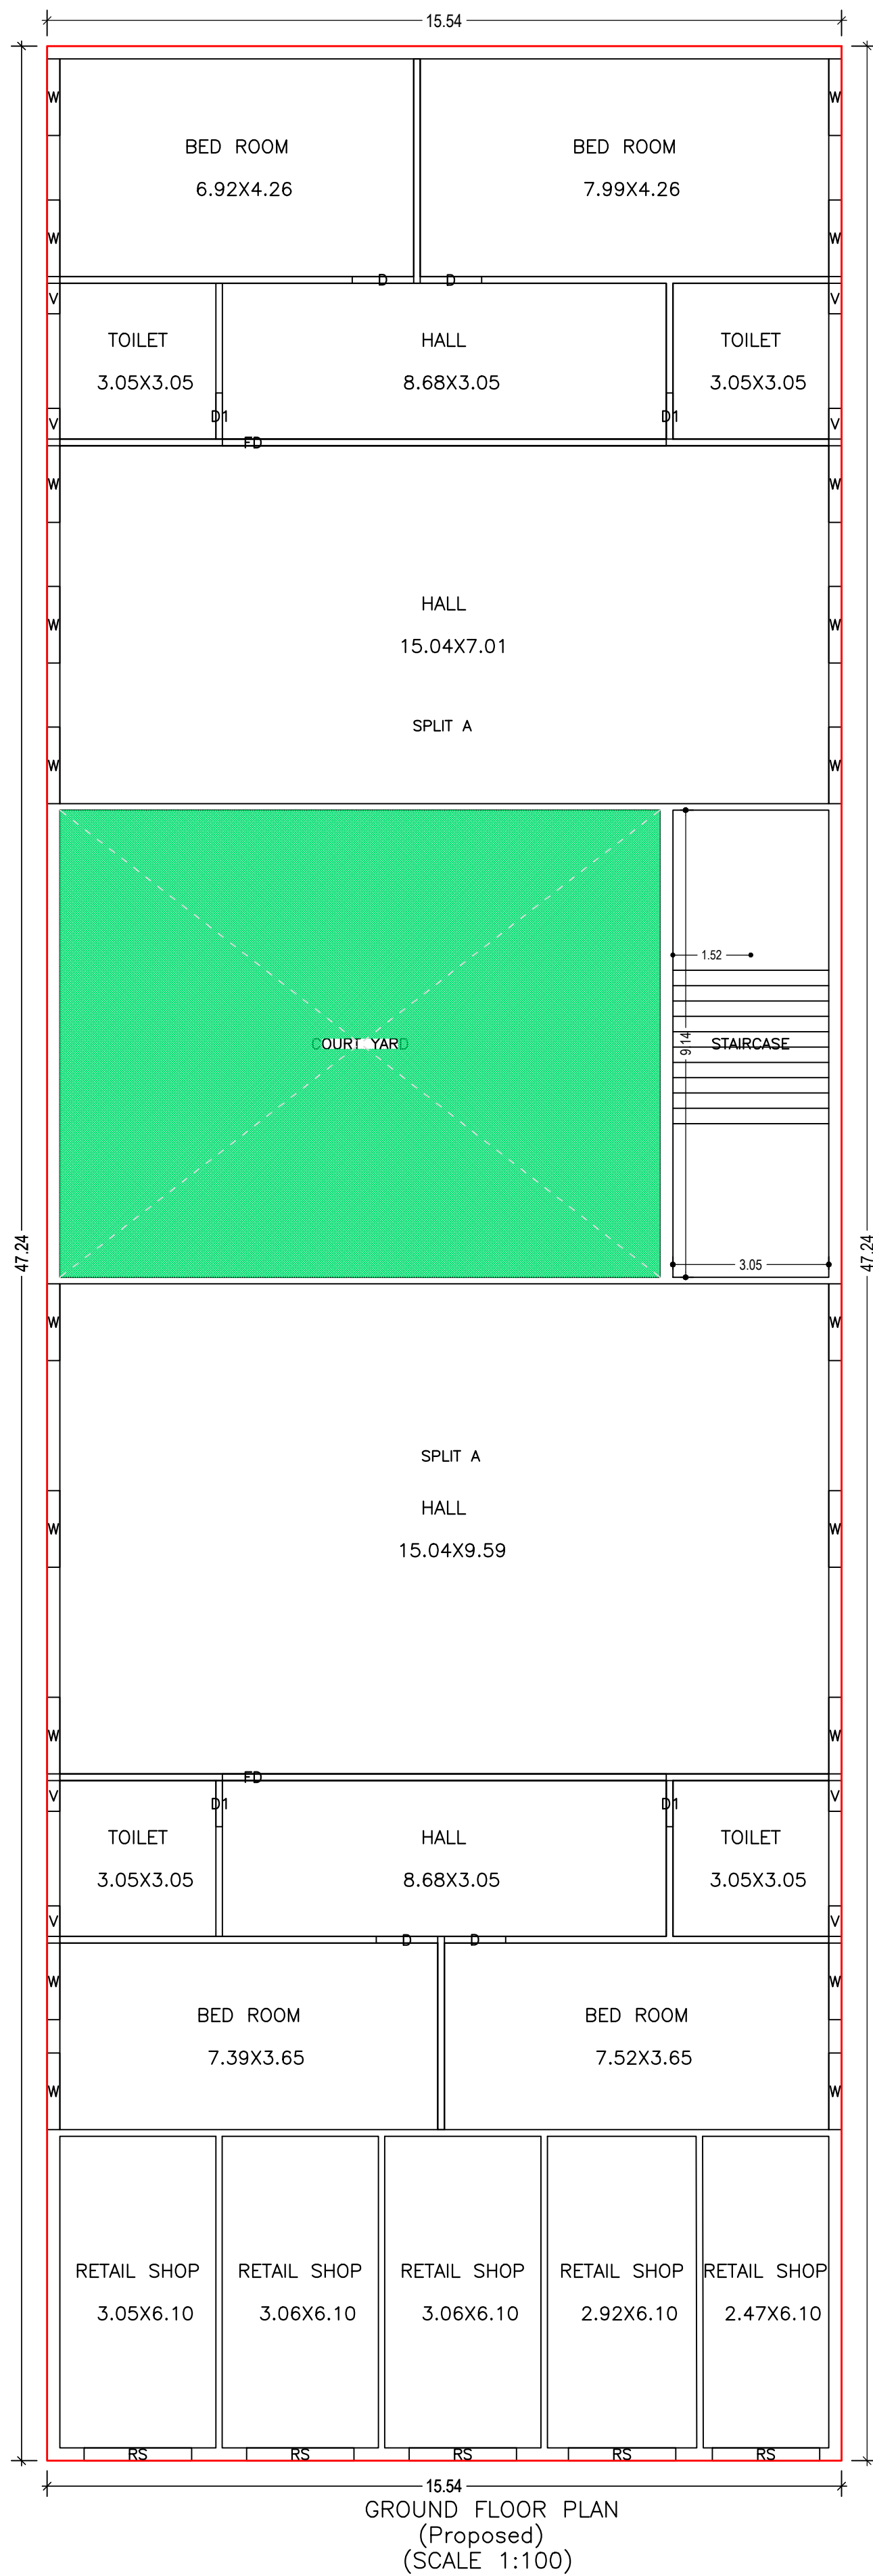 15.54
W
W
BED ROOM
BED ROOM
6.92X4.26
7.99X4.26
W
W
D
D
V
V
TOILET
HALL
TOILET
3.05X3.05
8.68X3.05
3.05X3.05
D1
D1
V
V
FD
W
W
HALL
W
W
15.04X7.01
SPLIT A
W
W
1.52
COURT YARD
9.14
STAIRCASE
47.24
47.24
3.05
W
W
SPLIT A
HALL
W
W
15.04X9.59
W
W
FD
V
V
D1
D1
TOILET
HALL
TOILET
3.05X3.05
8.68X3.05
3.05X3.05
V
V
D
D
W
W
BED ROOM
BED ROOM
7.39X3.65
7.52X3.65
W
W
RETAIL SHOP
RETAIL SHOP
RETAIL SHOP
RETAIL SHOP
RETAIL SHOP
3.05X6.10
3.06X6.10
3.06X6.10
2.92X6.10
2.47X6.10
RS
RS
RS
RS
RS
15.54
GROUND FLOOR PLAN
(Proposed)
(SCALE 1:100)